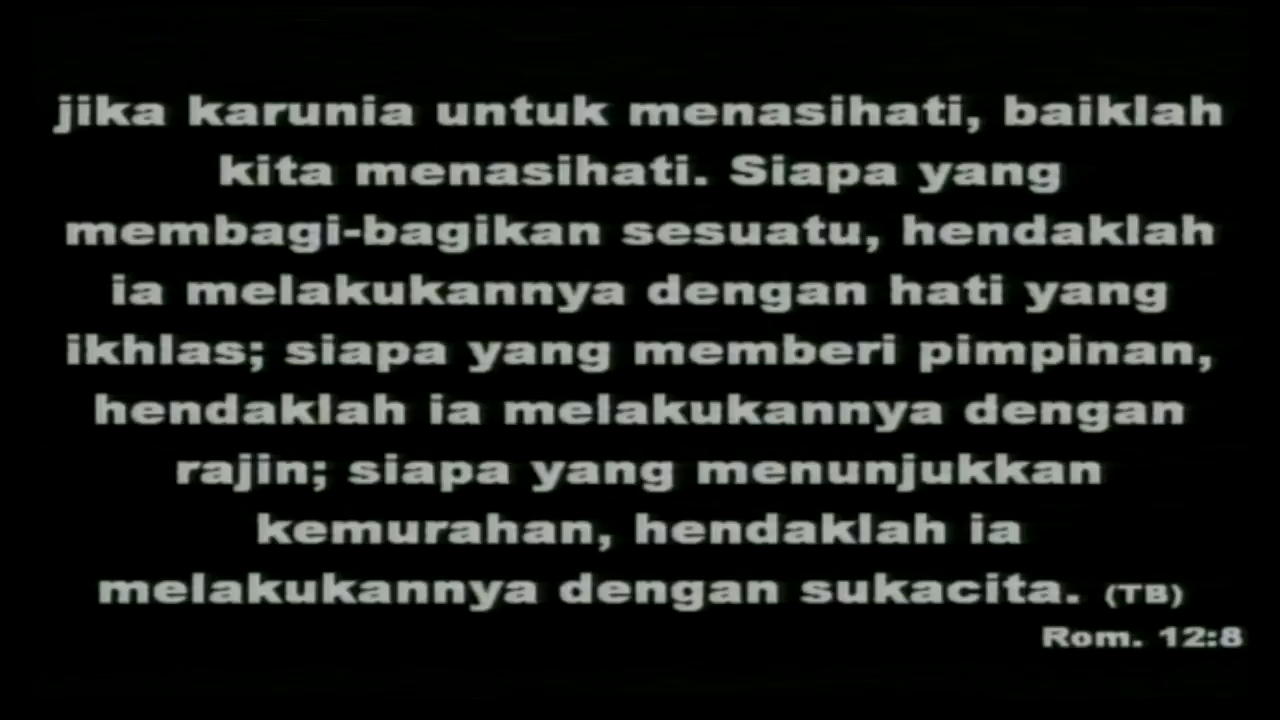 jika karunia untuk menasihati, baiklah
kita menasihati. Siapa yang
membagi-bagikan sesuatu, hendaklah
ia melakukannya dengan hati yang
ikhlas; siapa yang memberi pimpinan,
hendaklah ia melakukannya dengan
rajin; siapa yang menunjukkan
kemurahan, hendaklah ia
melakukannya dengan sukacita. (TB)
Rom. 12:8